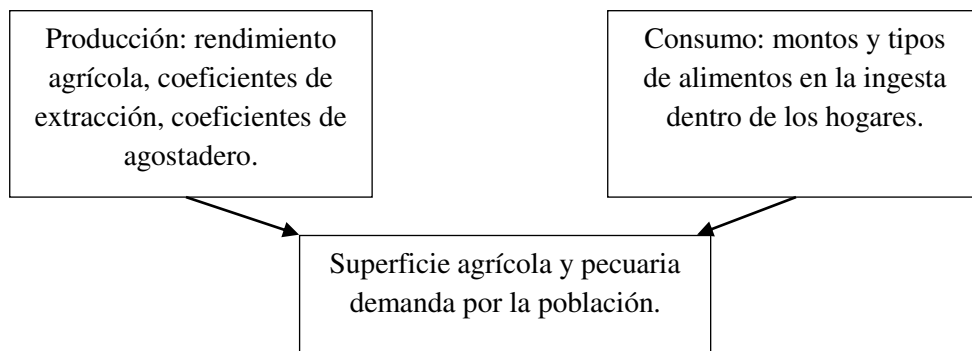 Producción: rendimiento
agrícola, coeficientes de
extracción, coeficientes de
agostadero.
Consumo: montos y tipos
de alimentos en la ingesta
dentro de los hogares.
Superficie agrícola y pecuaria
demanda por la población.